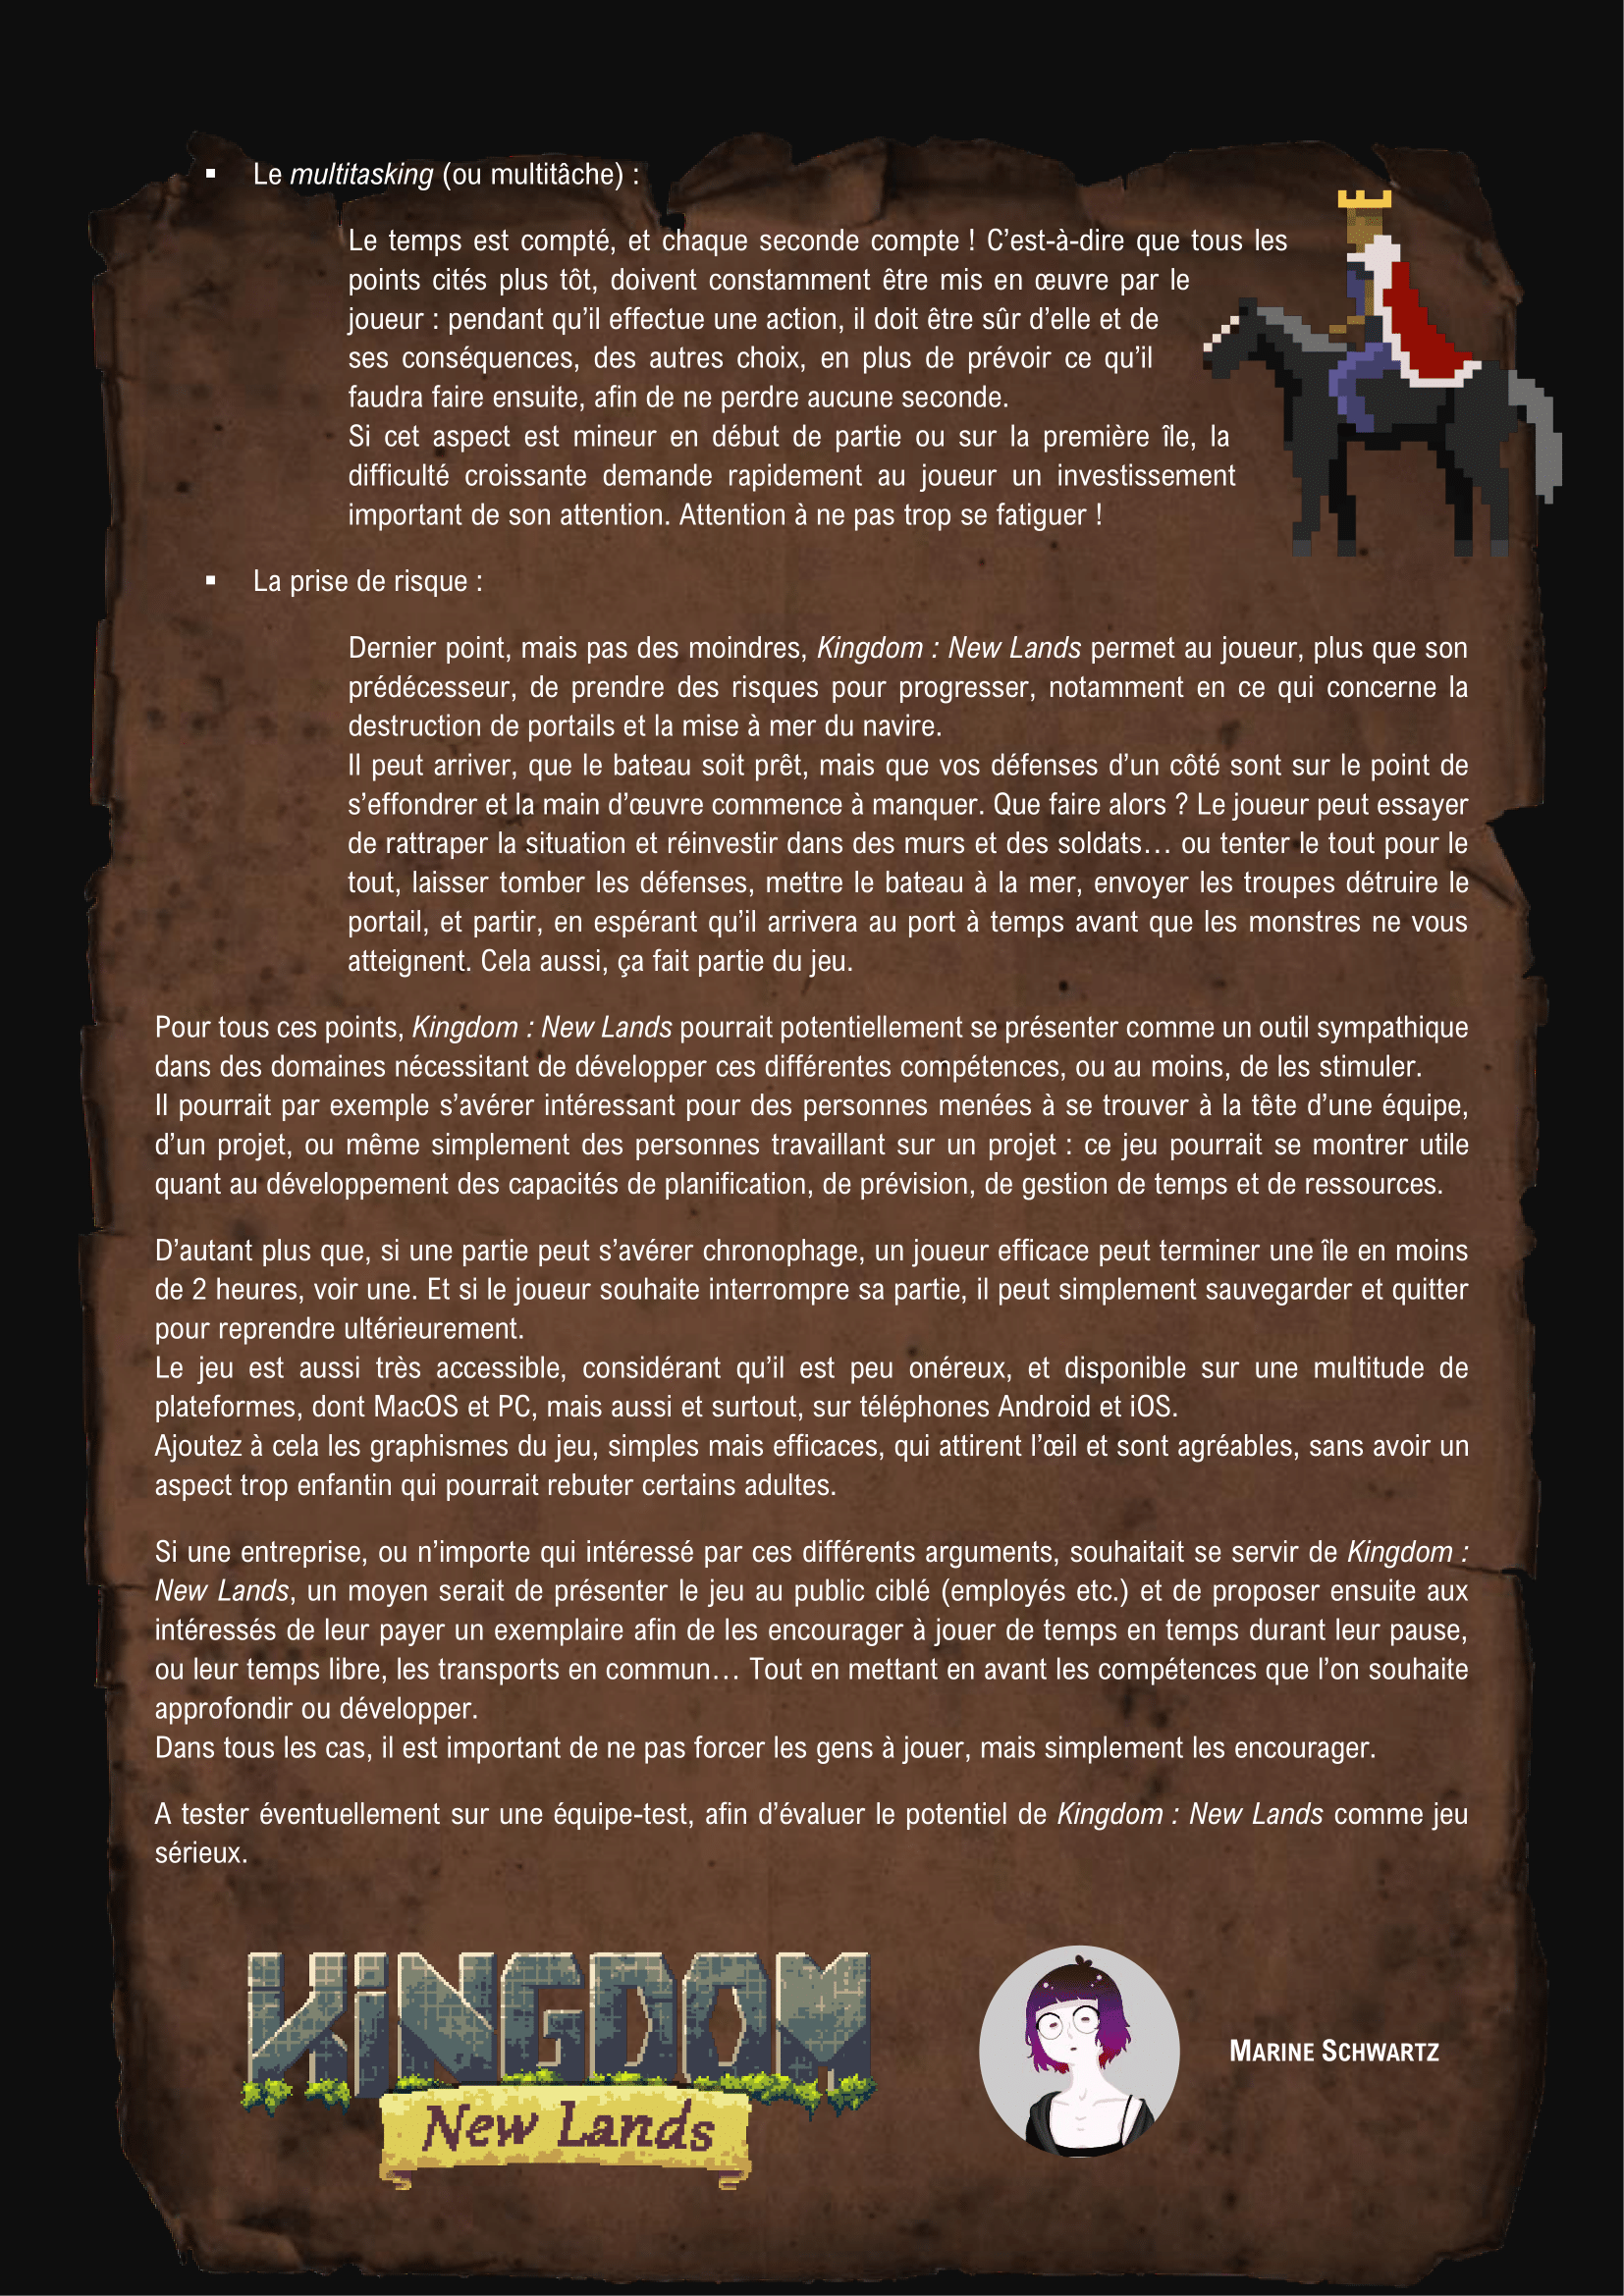 ▪ Le multitasking (ou multitâche) :
Le temps est compté, et chaque seconde compte ! C’est-à-dire que tous les
points cités plus tôt, doivent constamment être mis en œuvre par le
joueur : pendant qu’il effectue une action, il doit être sûr d’elle et de
ses conséquences, des autres choix, en plus de prévoir ce qu’il
faudra faire ensuite, afin de ne perdre aucune seconde.
Si cet aspect est mineur en début de partie ou sur la première île, la
difficulté croissante demande rapidement au joueur un investissement
important de son attention. Attention à ne pas trop se fatiguer !
▪ La prise de risque :
Dernier point, mais pas des moindres, Kingdom : New Lands permet au joueur, plus que son
prédécesseur, de prendre des risques pour progresser, notamment en ce qui concerne la
destruction de portails et la mise à mer du navire.
Il peut arriver, que le bateau soit prêt, mais que vos défenses d’un côté sont sur le point de
s’effondrer et la main d’œuvre commence à manquer. Que faire alors ? Le joueur peut essayer
de rattraper la situation et réinvestir dans des murs et des soldats… ou tenter le tout pour le
tout, laisser tomber les défenses, mettre le bateau à la mer, envoyer les troupes détruire le
portail, et partir, en espérant qu’il arrivera au port à temps avant que les monstres ne vous
atteignent. Cela aussi, ça fait partie du jeu.
Pour tous ces points, Kingdom : New Lands pourrait potentiellement se présenter comme un outil sympathique
dans des domaines nécessitant de développer ces différentes compétences, ou au moins, de les stimuler.
Il pourrait par exemple s’avérer intéressant pour des personnes menées à se trouver à la tête d’une équipe,
d’un projet, ou même simplement des personnes travaillant sur un projet : ce jeu pourrait se montrer utile
quant au développement des capacités de planification, de prévision, de gestion de temps et de ressources.
D’autant plus que, si une partie peut s’avérer chronophage, un joueur efficace peut terminer une île en moins
de 2 heures, voir une. Et si le joueur souhaite interrompre sa partie, il peut simplement sauvegarder et quitter
pour reprendre ultérieurement.
Le jeu est aussi très accessible, considérant qu’il est peu onéreux, et disponible sur une multitude de
plateformes, dont MacOS et PC, mais aussi et surtout, sur téléphones Android et iOS.
Ajoutez à cela les graphismes du jeu, simples mais efficaces, qui attirent l’œil et sont agréables, sans avoir un
aspect trop enfantin qui pourrait rebuter certains adultes.
Si une entreprise, ou n’importe qui intéressé par ces différents arguments, souhaitait se servir de Kingdom :
New Lands, un moyen serait de présenter le jeu au public ciblé (employés etc.) et de proposer ensuite aux
intéressés de leur payer un exemplaire afin de les encourager à jouer de temps en temps durant leur pause,
ou leur temps libre, les transports en commun… Tout en mettant en avant les compétences que l’on souhaite
approfondir ou développer.
Dans tous les cas, il est important de ne pas forcer les gens à jouer, mais simplement les encourager.
A tester éventuellement sur une équipe-test, afin d’évaluer le potentiel de Kingdom : New Lands comme jeu
sérieux.
KINGDOM
New Lands
MARINE SCHWARTZ